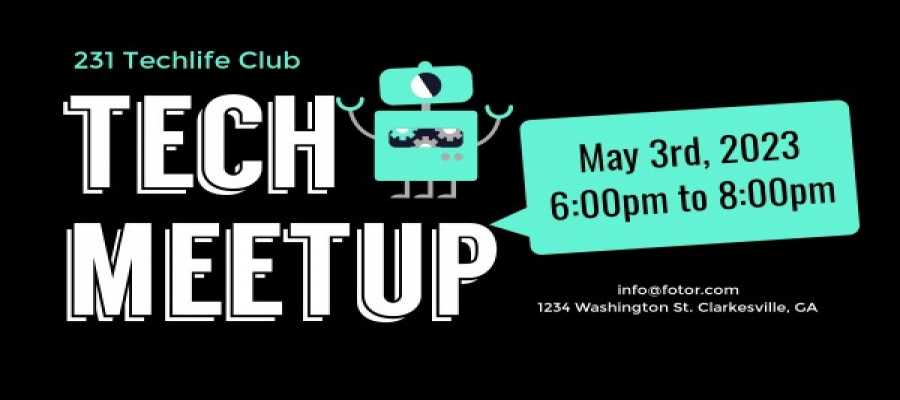 231 Techlife Club
TECH
MEETUP
May 3rd, 2023
6:00pm to 8:00pm
info@fotor.com
1234 Washington St. Clarkesville, GA